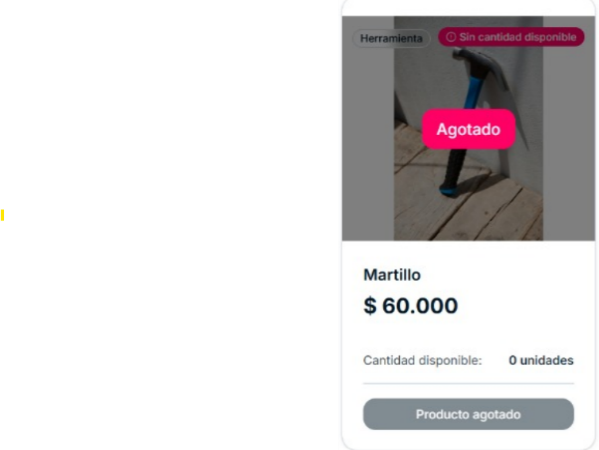 Herramienta
Sin cantidad disponible
Agotado
Martillo
$ 60.000
Cantidad disponible: 0 unidades
Producto agotado